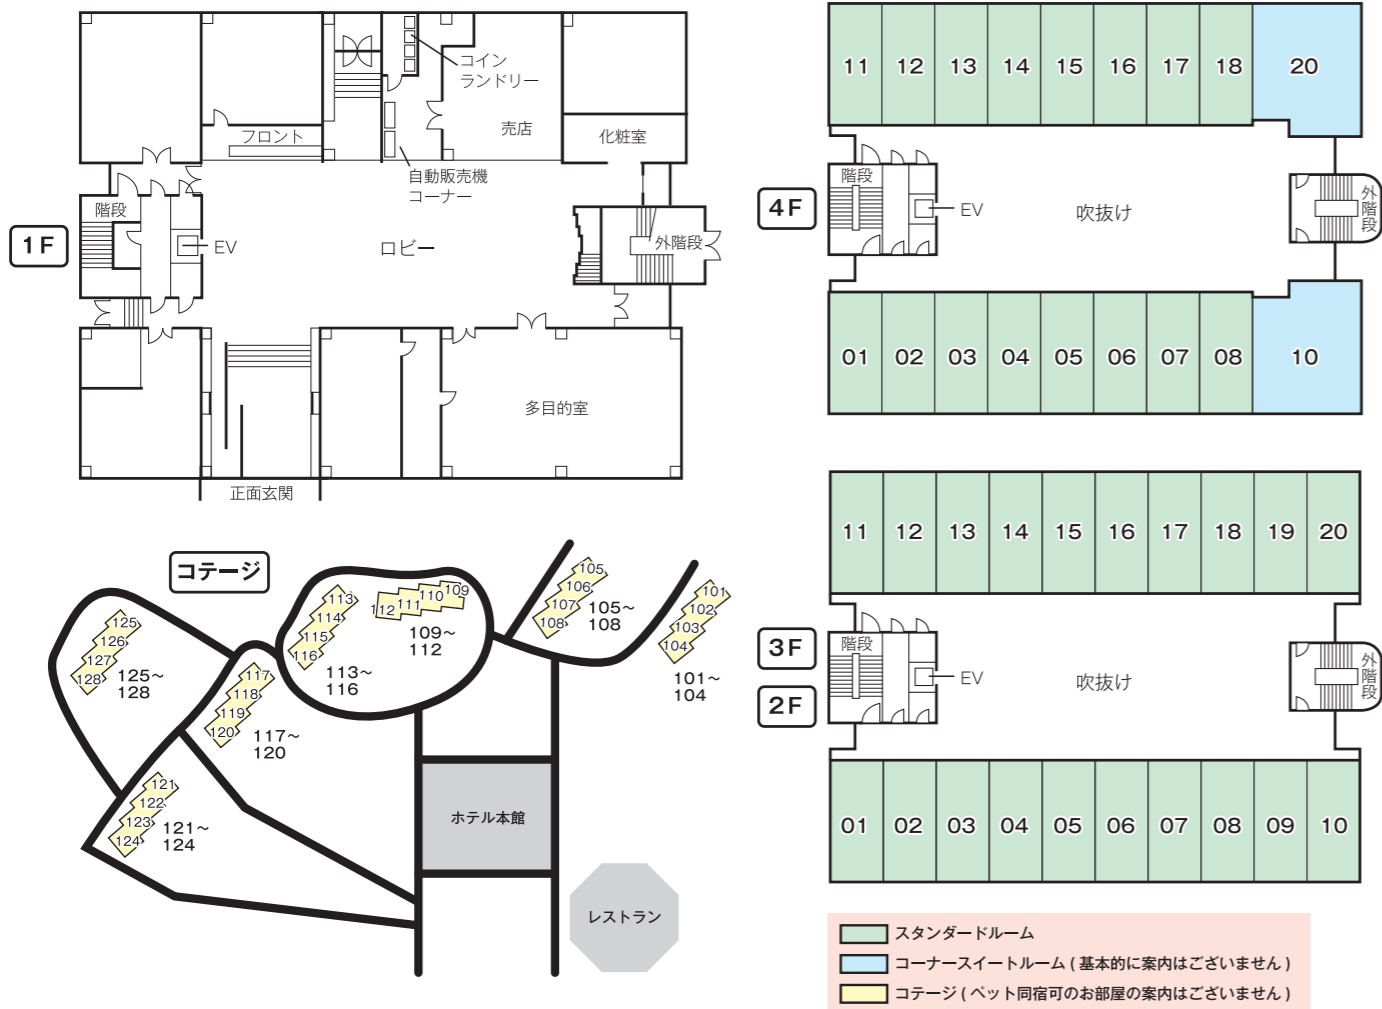 1F
コイン
ランドリー
フロント
売店
化粧室
自動販売機
コーナー
階段
EV
ロビー
外階段
多目的室
正面玄関
4F
11 12 13 14 15 16 17 18 20
階段
EV
吹抜け
外階段
01 02 03 04 05 06 07 08 10
3F
2F
11 12 13 14 15 16 17 18 19 20
階段
EV
吹抜け
外階段
01 02 03 04 05 06 07 08 09 10
コテージ
105
106
107
108
105〜
108
101
102
103
104
101〜
104
109
110
111
112
109〜
112
113
114
115
116
113〜
116
125
126
127
128
125〜
128
117
118
119
120
117〜
120
121
122
123
124
121〜
124
ホテル本館
レストラン
スタンダードルーム
コーナースイートルーム ( 基本的に案内はございません )
コテージ ( ペット同宿可のお部屋の案内はございません )